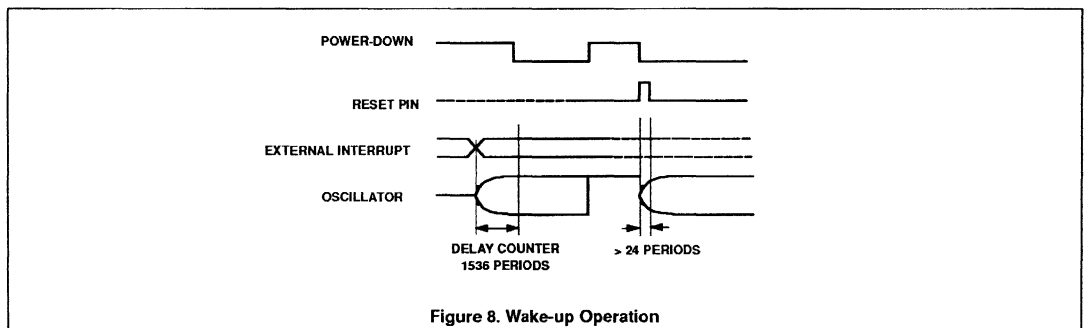 POWER-DOWN
RESET PIN
EXTERNAL INTERRUPT
OSCILLATOR
DELAY COUNTER
1536 PERIODS
> 24 PERIODS
Figure 8. Wake-up Operation